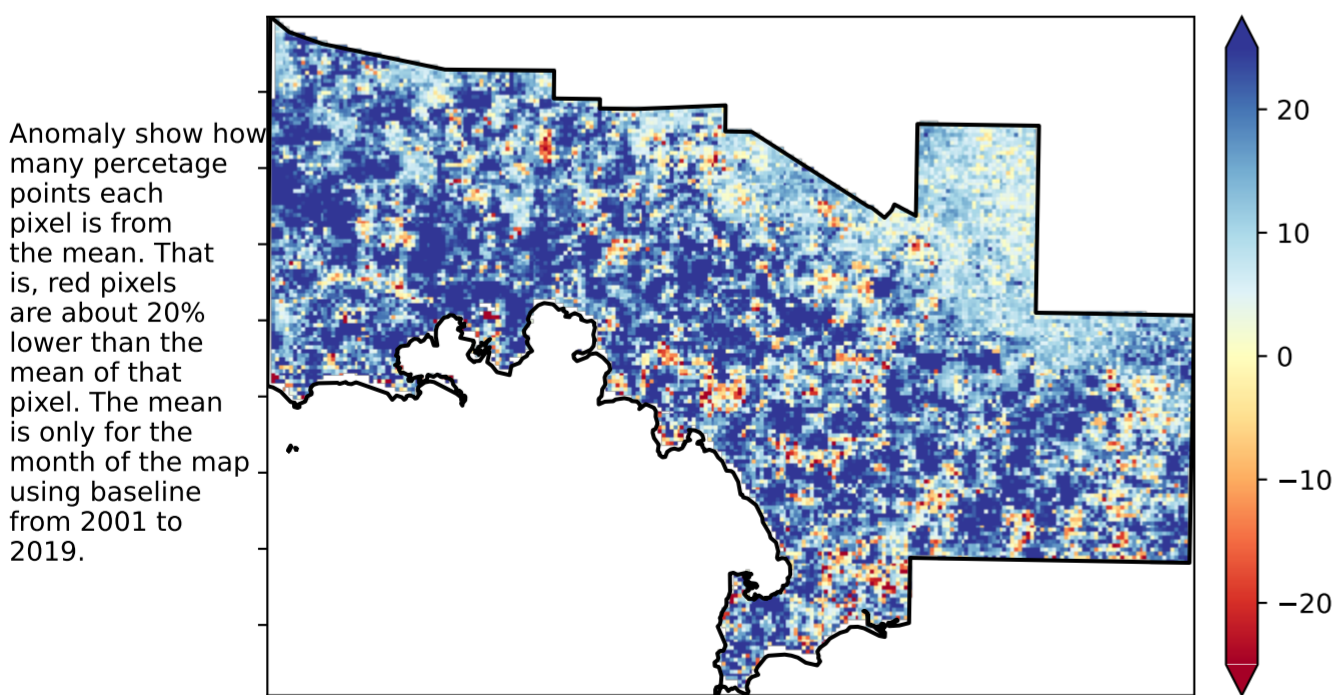 Anomaly show how
many percetage
points each
pixel is from
the mean. That
is, red pixels
are about 20%
lower than the
mean of that
pixel. The mean
is only for the
month of the map
using baseline
from 2001 to
2019.
20
10
0
−10
−20